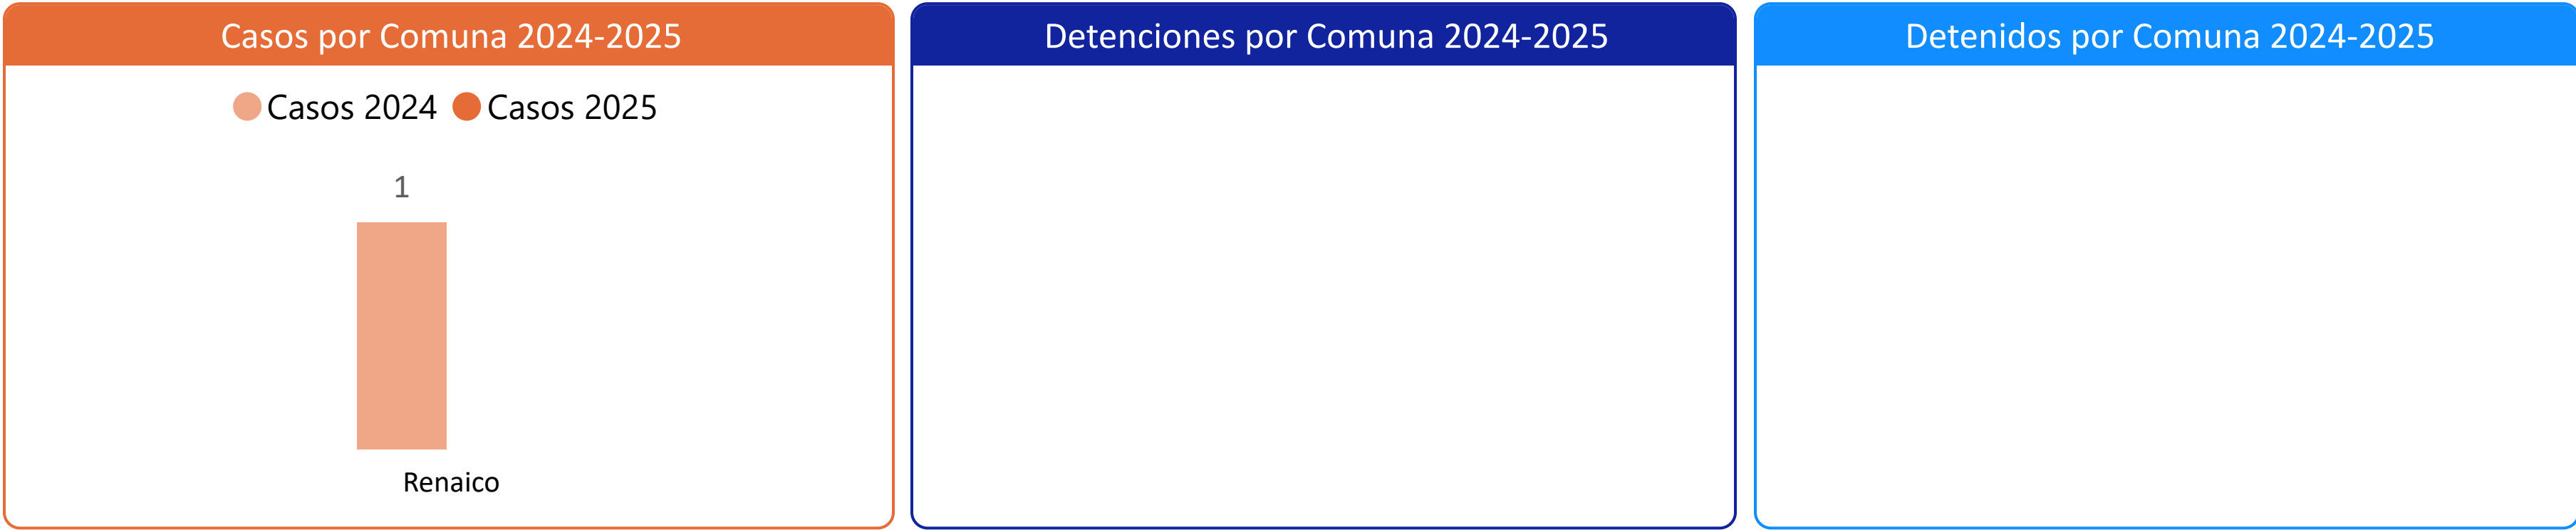 Casos por Comuna 2024-2025
Casos 2024 Casos 2025
1
Renaico
Detenciones por Comuna 2024-2025
Detenidos por Comuna 2024-2025